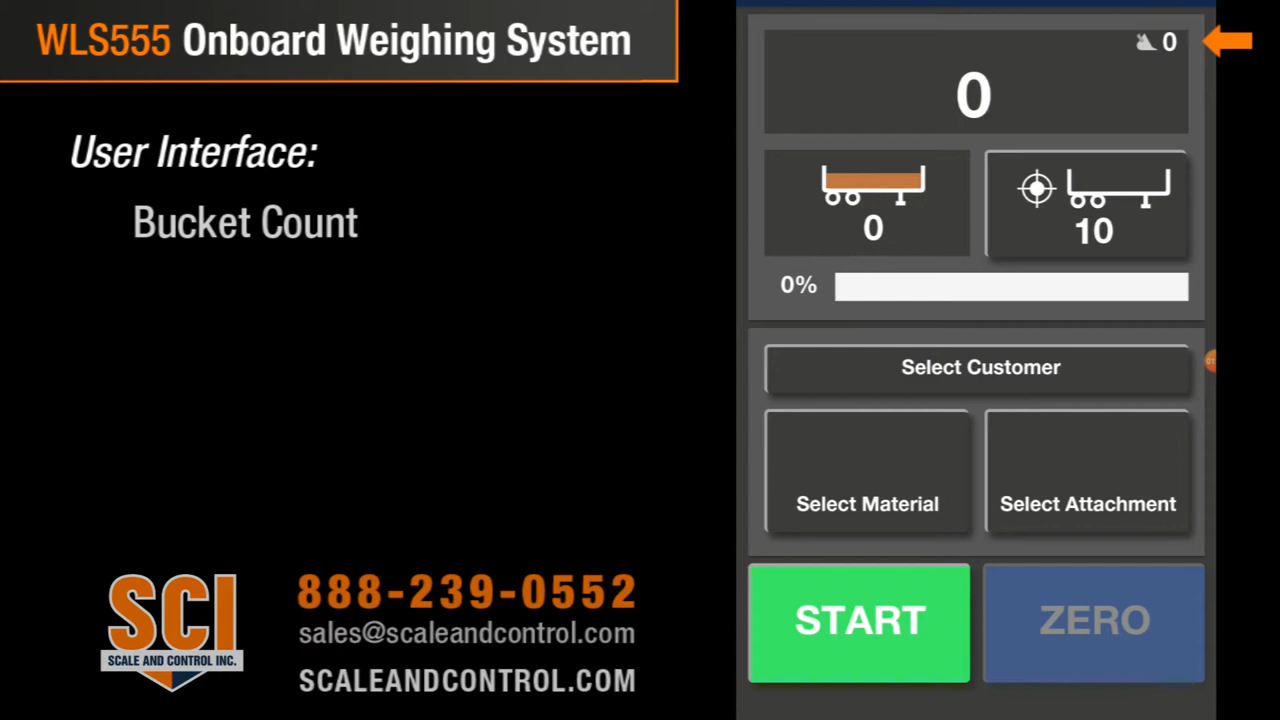 WLS555 Onboard Weighing System
User Interface:
Bucket Count
SCI
SCALE AND CONTROL INC.
888-239-0552
sales@scaleandcontrol.com
SCALEANDCONTROL.COM
0
0
0
10
0%
Select Customer
Select Material
Select Attachment
START
ZERO